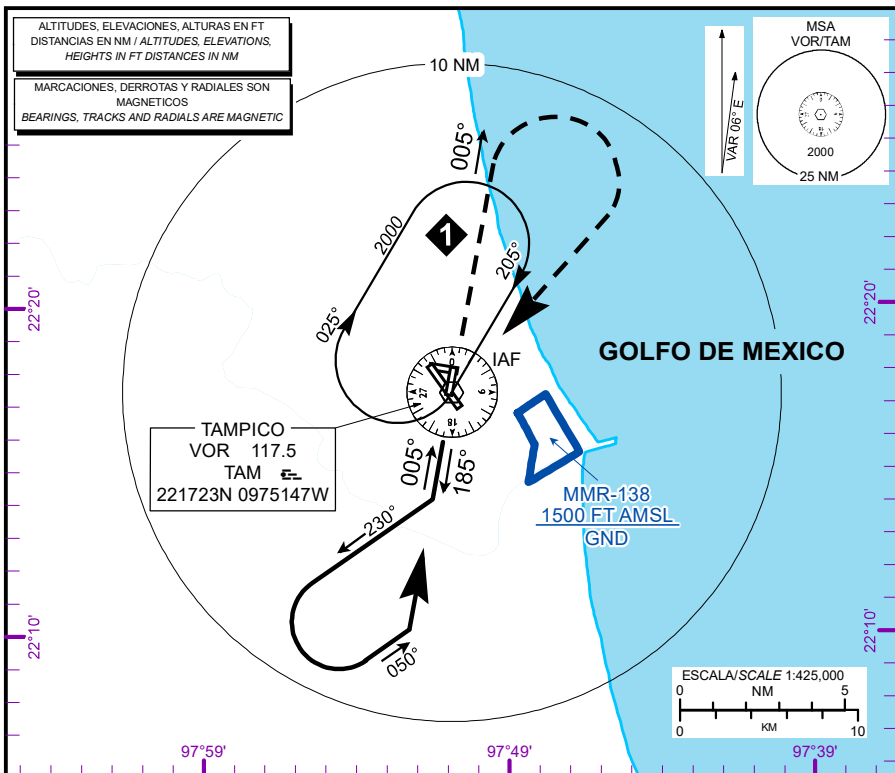 ALTITUDES, ELEVACIONES, ALTURAS EN FT
DISTANCIAS EN NM / ALTITUDES, ELEVATIONS,
HEIGHTS IN FT DISTANCES IN NM
MARCACIONES, DERROTAS Y RADIALES SON
MAGNETICOS
BEARINGS, TRACKS AND RADIALS ARE MAGNETIC
10 NM
VAR 06° E
MSA
VOR/TAM
2000
25 NM
005°
1
2000
205°
025°
22°20'
22°20'
IAF
GOLFO DE MEXICO
0
9
18
27
TAMPICO
VOR 117.5
TAM
221723N 0975147W
005°
185°
MMR-138
1500 FT AMSL
GND
230°
050°
22°10'
22°10'
ESCALA/SCALE 1:425,000
0 NM 5
0 KM 10
97°59'
97°49'
97°39'